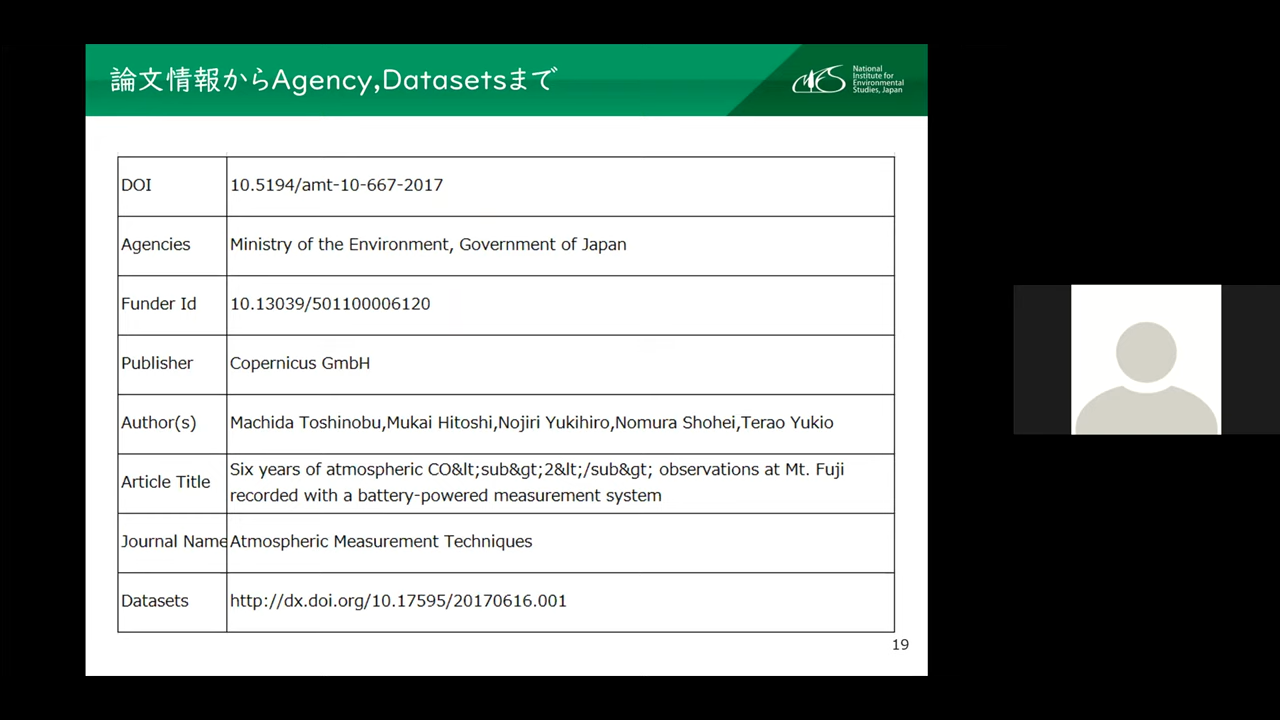 論文情報からAgency,Datasetsまで
National
Institute for
Environmental
Studies, Japan
DOI
10.5194/amt-10-667-2017
Agencies
Ministry of the Environment, Government of Japan
Funder Id
10.13039/501100006120
Publisher
Copernicus GmbH
Author(s)
Machida Toshinobu,Mukai Hitoshi,Nojiri Yukihiro,Nomura Shohei,Terao Yukio
Article Title
Six years of atmospheric CO&lt;sub&gt;2&lt;/sub&gt; observations at Mt. Fuji
recorded with a battery-powered measurement system
Journal Name
Atmospheric Measurement Techniques
Datasets
http://dx.doi.org/10.17595/20170616.001
19